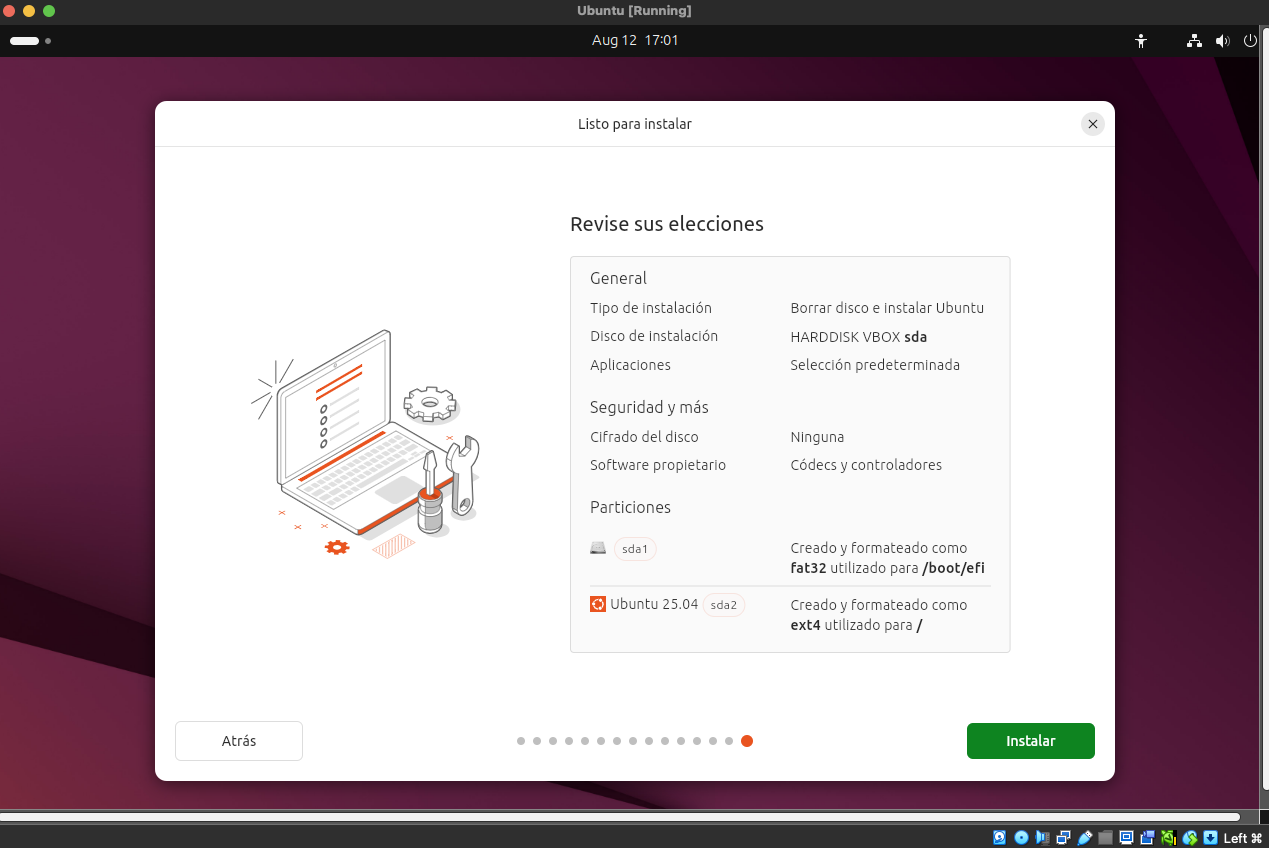 Ubuntu [Running]
Aug 12 17:01
Listo para instalar
Revise sus elecciones
General
Tipo de instalación Borrar disco e instalar Ubuntu
Disco de instalación HARDDISK VBOX sda
Aplicaciones Selección predeterminada
Seguridad y más
Cifrado del disco Ninguna
Software propietario Códecs y controladores
Particiones
sda1 Creado y formateado como
fat32 utilizado para /boot/efi
Ubuntu 25.04 sda2 Creado y formateado como
ext4 utilizado para /
Atrás Instalar
Left ⌘